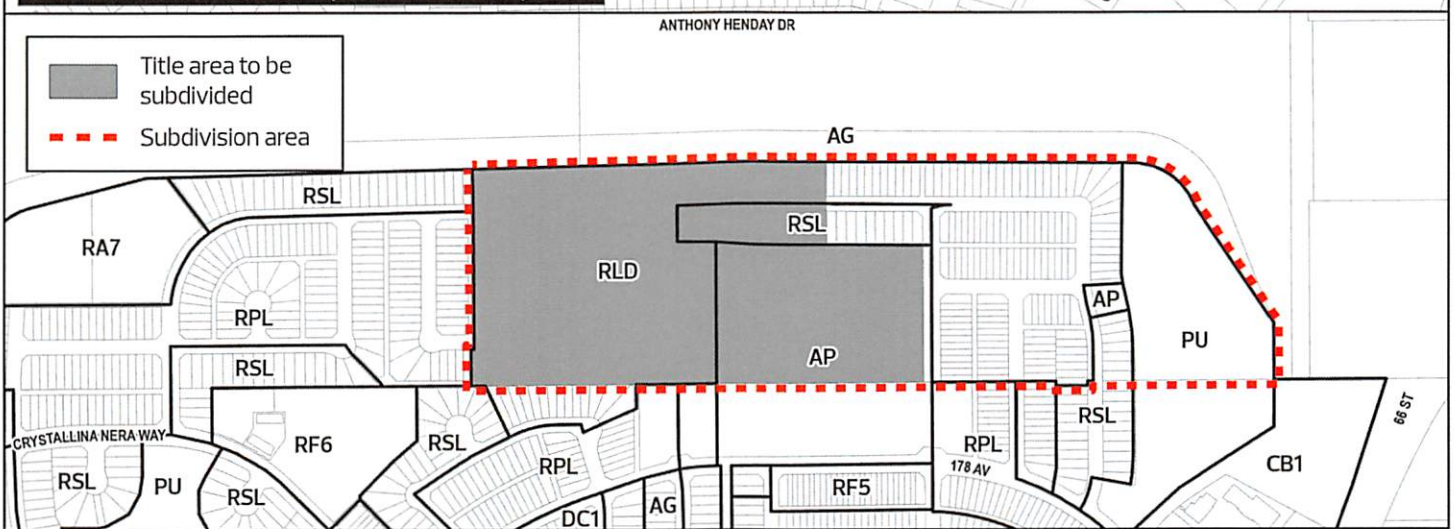 ANTHONY HENDAY DR
Title area to be
subdivided
Subdivision area
AG
RSL
RSL
RA7
RLD
AP
RPL
AP
PU
RSL
RSL
CRYSTALLINA NERA WAY
RF6
RSL
RPL
RPL
66 ST
CB1
178 AV
RSL
PU
RSL
RF5
AG
DC1